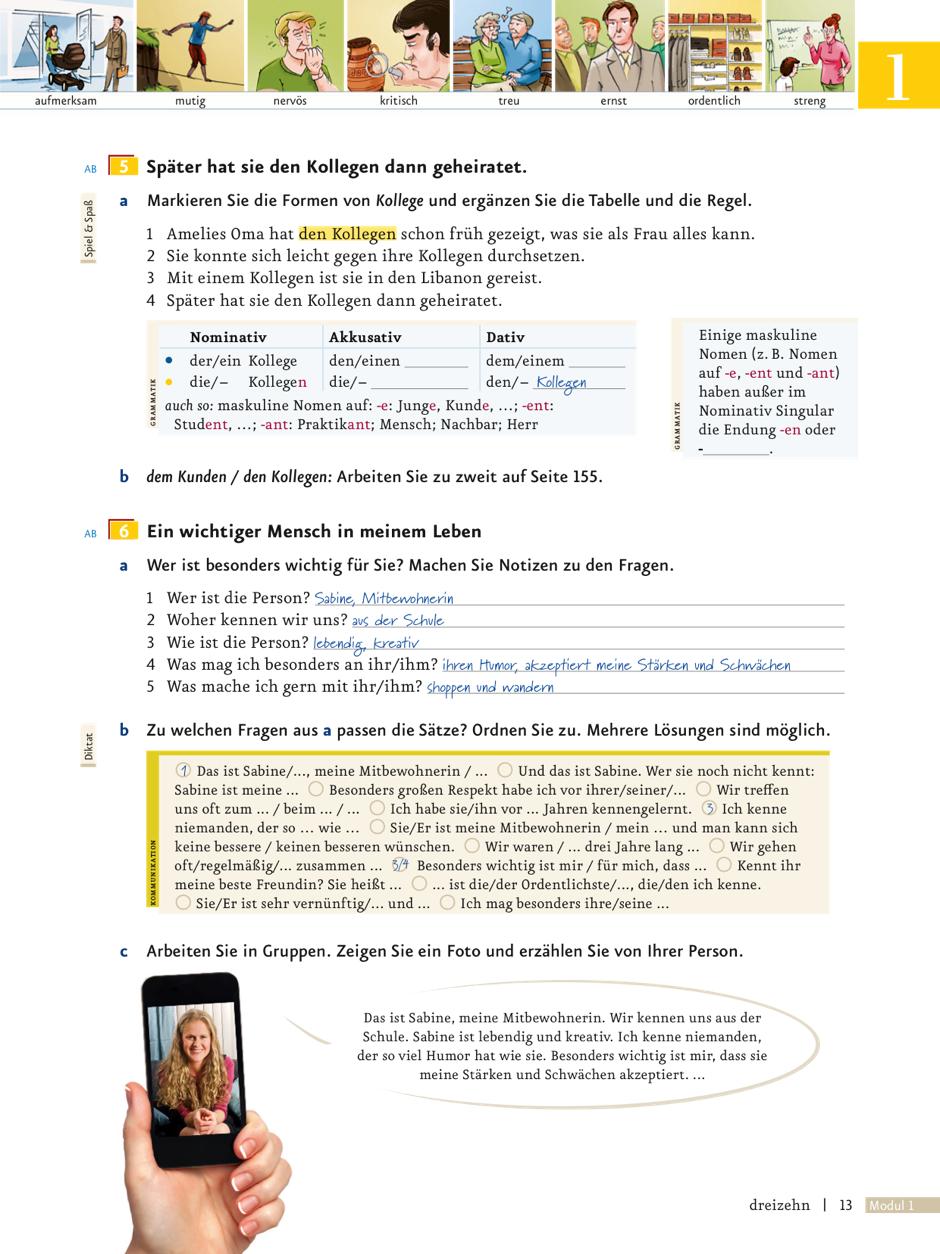 aufmerksam mutig nervös kritisch treu ernst ordentlich streng
1
AB 5 Später hat sie den Kollegen dann geheiratet.
Spiel & Spaß
a Markieren Sie die Formen von Kollege und ergänzen Sie die Tabelle und die Regel.
1 Amelies Oma hat den Kollegen schon früh gezeigt, was sie als Frau alles kann.
2 Sie konnte sich leicht gegen ihre Kollegen durchsetzen.
3 Mit einem Kollegen ist sie in den Libanon gereist.
4 Später hat sie den Kollegen dann geheiratet.
GRAMMATIK
Nominativ Akkusativ Dativ
• der/ein Kollege den/einen ________ dem/einem ________
• die/– Kollegen die/– ________ den/– Kollegen
auch so: maskuline Nomen auf: -e: Junge, Kunde, …; -ent:
Student, …; -ant: Praktikant; Mensch; Nachbar; Herr
GRAMMATIK
Einige maskuline
Nomen (z. B. Nomen
auf -e, -ent und -ant)
haben außer im
Nominativ Singular
die Endung -en oder
-________.
b dem Kunden / den Kollegen: Arbeiten Sie zu zweit auf Seite 155.
AB 6 Ein wichtiger Mensch in meinem Leben
a Wer ist besonders wichtig für Sie? Machen Sie Notizen zu den Fragen.
1 Wer ist die Person? Sabine, Mitbewohnerin
2 Woher kennen wir uns? aus der Schule
3 Wie ist die Person? lebendig, kreativ
4 Was mag ich besonders an ihr/ihm? ihren Humor, akzeptiert meine Stärken und Schwächen
5 Was mache ich gern mit ihr/ihm? shoppen und wandern
Diktat
b Zu welchen Fragen aus a passen die Sätze? Ordnen Sie zu. Mehrere Lösungen sind möglich.
KOMMUNIKATION
1 Das ist Sabine/…, meine Mitbewohnerin / … ◯ Und das ist Sabine. Wer sie noch nicht kennt:
Sabine ist meine … ◯ Besonders großen Respekt habe ich vor ihrer/seiner/… ◯ Wir treffen
uns oft zum … / beim … / … ◯ Ich habe sie/ihn vor … Jahren kennengelernt. 3 Ich kenne
niemanden, der so … wie … ◯ Sie/Er ist meine Mitbewohnerin / mein … und man kann sich
keine bessere / keinen besseren wünschen. ◯ Wir waren / … drei Jahre lang … ◯ Wir gehen
oft/regelmäßig/… zusammen … 3/4 Besonders wichtig ist mir / für mich, dass … ◯ Kennt ihr
meine beste Freundin? Sie heißt … ◯ … ist die/der Ordentlichste/…, die/den ich kenne.
◯ Sie/Er ist sehr vernünftig/… und … ◯ Ich mag besonders ihre/seine …
c Arbeiten Sie in Gruppen. Zeigen Sie ein Foto und erzählen Sie von Ihrer Person.
Das ist Sabine, meine Mitbewohnerin. Wir kennen uns aus der
Schule. Sabine ist lebendig und kreativ. Ich kenne niemanden,
der so viel Humor hat wie sie. Besonders wichtig ist mir, dass sie
meine Stärken und Schwächen akzeptiert. …
dreizehn | 13 Modul 1